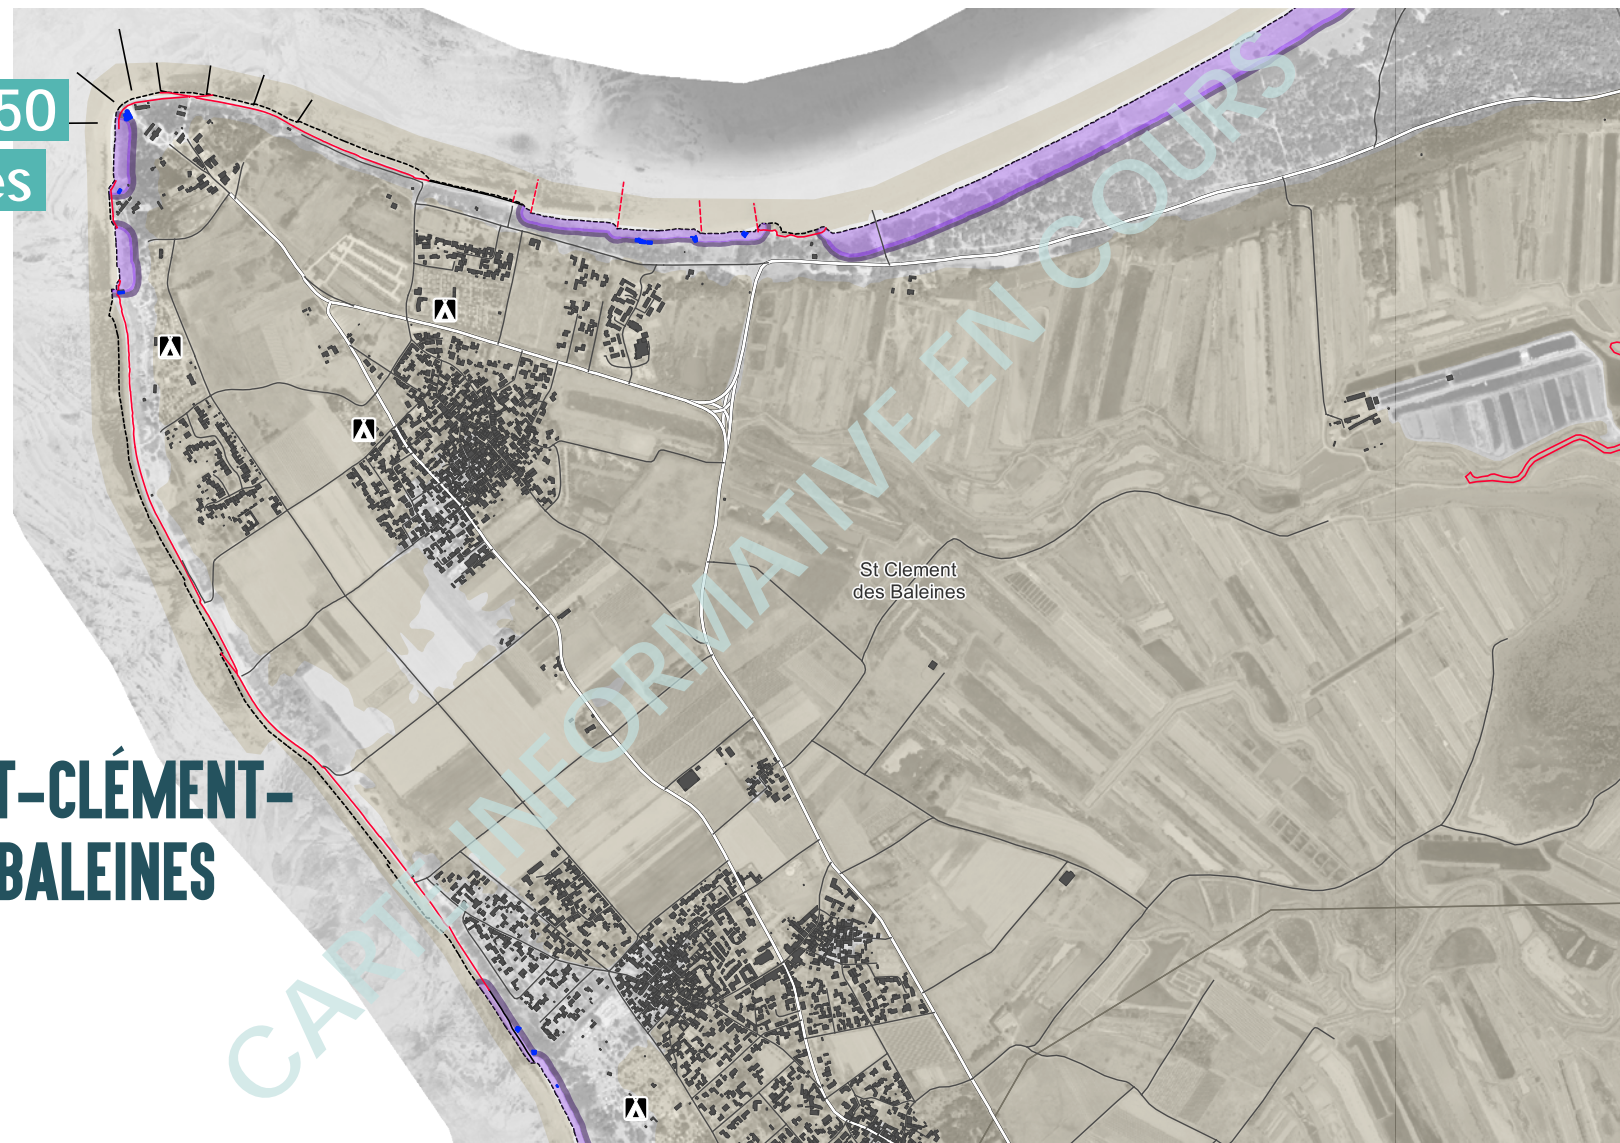 50
es
St Clement
des Baleines
T-CLÉMENT-
BALEINES
CARTE INFORMATIVE EN COURS